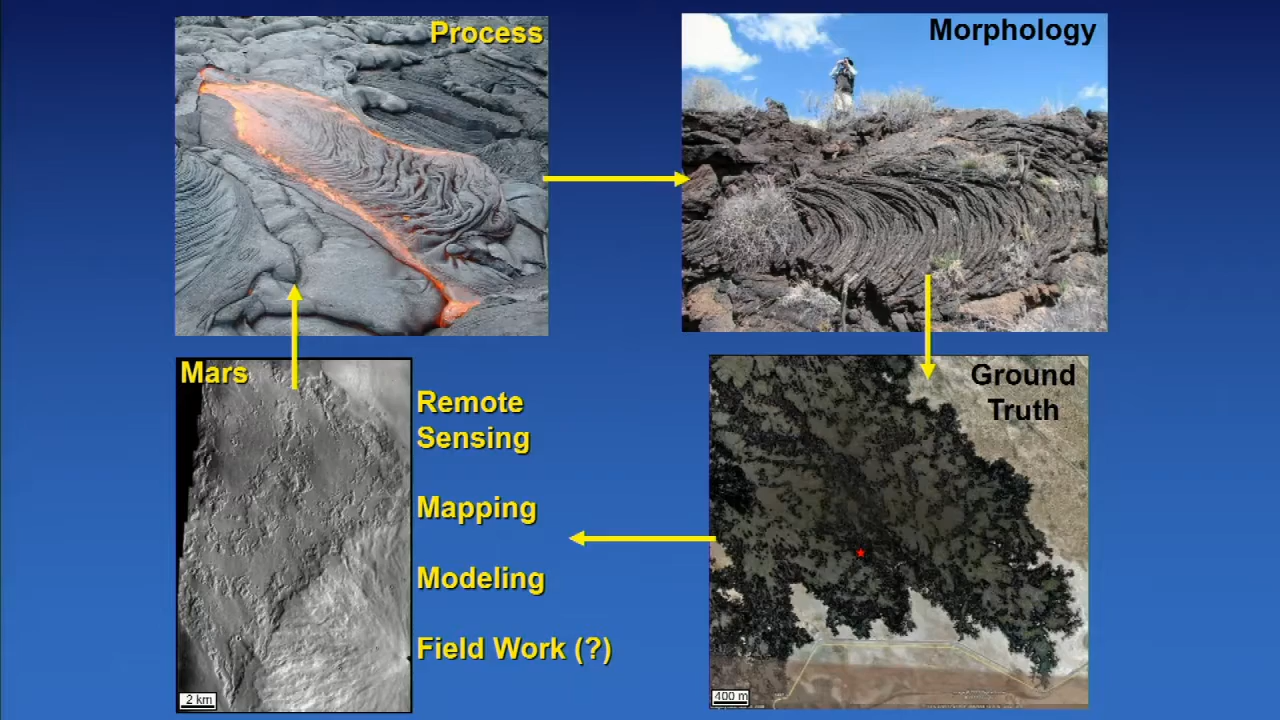 Process
Morphology
Mars
Remote
Sensing
Mapping
Modeling
Field Work (?)
2 km
Ground
Truth
400 m